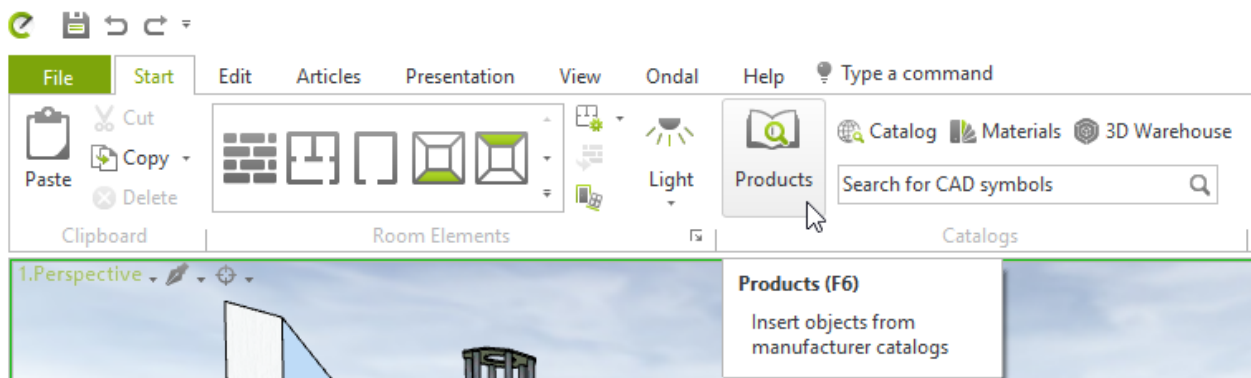 File Start Edit Articles Presentation View Ondal Help Type a command
Cut
Copy
Delete
Paste
Light
Products
Catalog Materials 3D Warehouse
Search for CAD symbols
Clipboard Room Elements Catalogs
1.Perspective
Products (F6)
Insert objects from
manufacturer catalogs